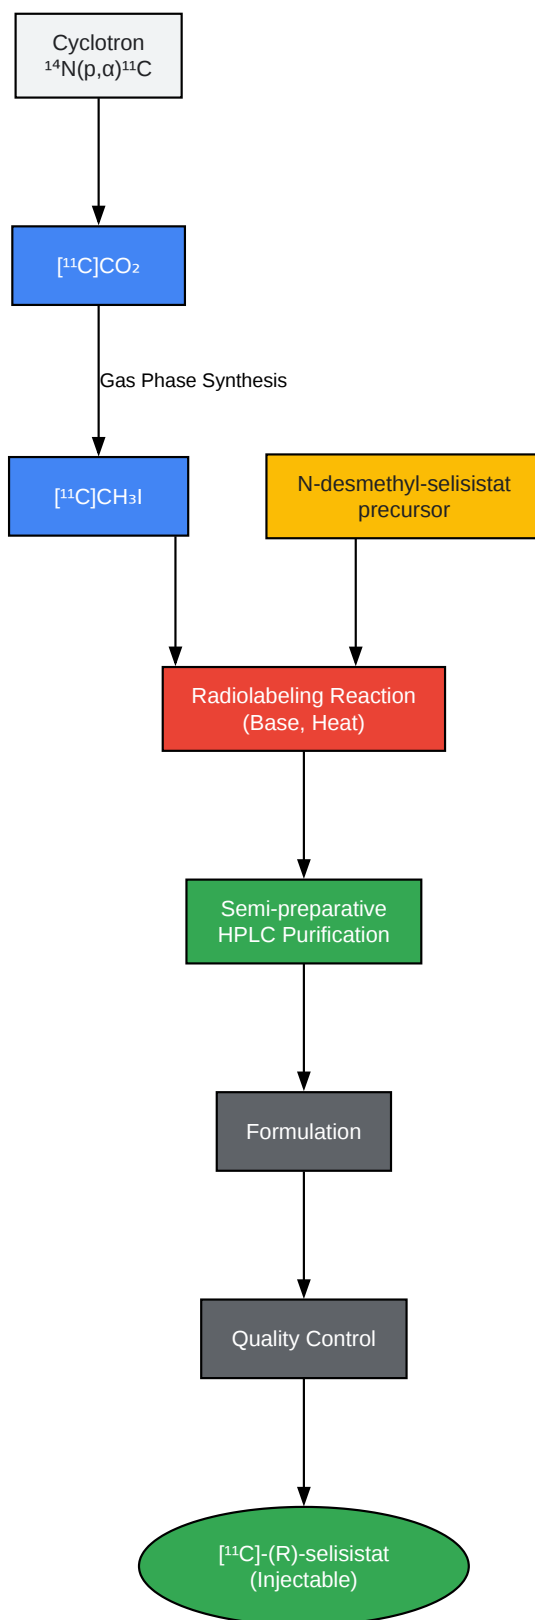 Cyclotron
¹⁴N(p,α)¹¹C
[¹¹C]CO₂
Gas Phase Synthesis
[¹¹C]CH₃I
N-desmethyl-selisistat
precursor
Radiolabeling Reaction
(Base, Heat)
Semi-preparative
HPLC Purification
Formulation
Quality Control
[¹¹C]-(R)-selisistat
(Injectable)